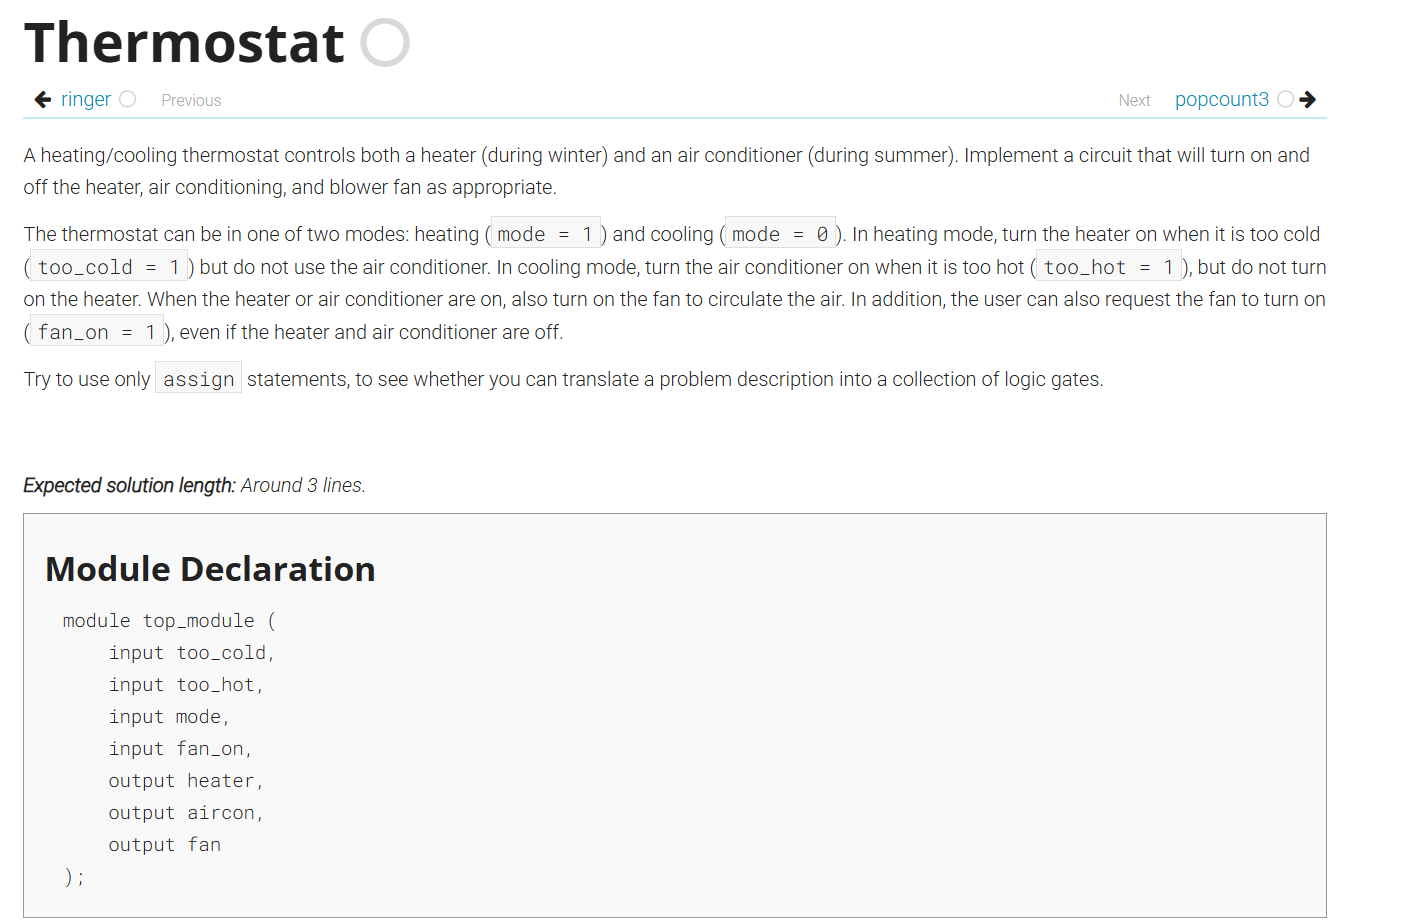 Thermostat
ringer Previous Next popcount3
A heating/cooling thermostat controls both a heater (during winter) and an air conditioner (during summer). Implement a circuit that will turn on and
off the heater, air conditioning, and blower fan as appropriate.
The thermostat can be in one of two modes: heating ( mode = 1 ) and cooling ( mode = 0 ). In heating mode, turn the heater on when it is too cold
( too_cold = 1 ) but do not use the air conditioner. In cooling mode, turn the air conditioner on when it is too hot ( too_hot = 1 ), but do not turn
on the heater. When the heater or air conditioner are on, also turn on the fan to circulate the air. In addition, the user can also request the fan to turn on
( fan_on = 1 ), even if the heater and air conditioner are off.
Try to use only assign statements, to see whether you can translate a problem description into a collection of logic gates.
Expected solution length: Around 3 lines.
Module Declaration
module top_module (
    input too_cold,
    input too_hot,
    input mode,
    input fan_on,
    output heater,
    output aircon,
    output fan
);